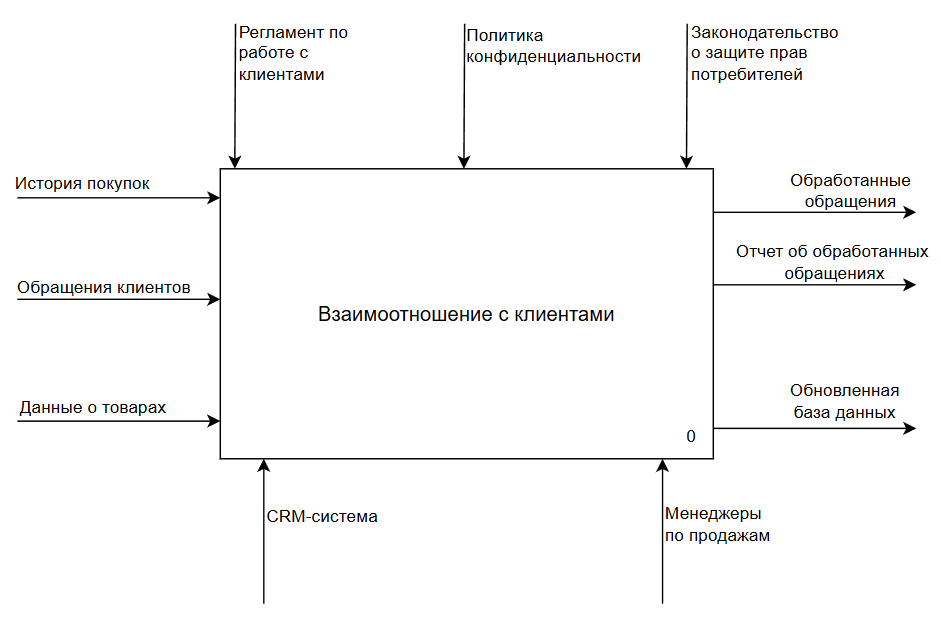 Регламент по
работе с
клиентами
Политика
конфиденциальности
Законодательство
о защите прав
потребителей
История покупок
Обращения клиентов
Данные о товарах
Взаимоотношение с клиентами
0
Обработанные
обращения
Отчет об обработанных
обращениях
Обновленная
база данных
CRM-система
Менеджеры
по продажам